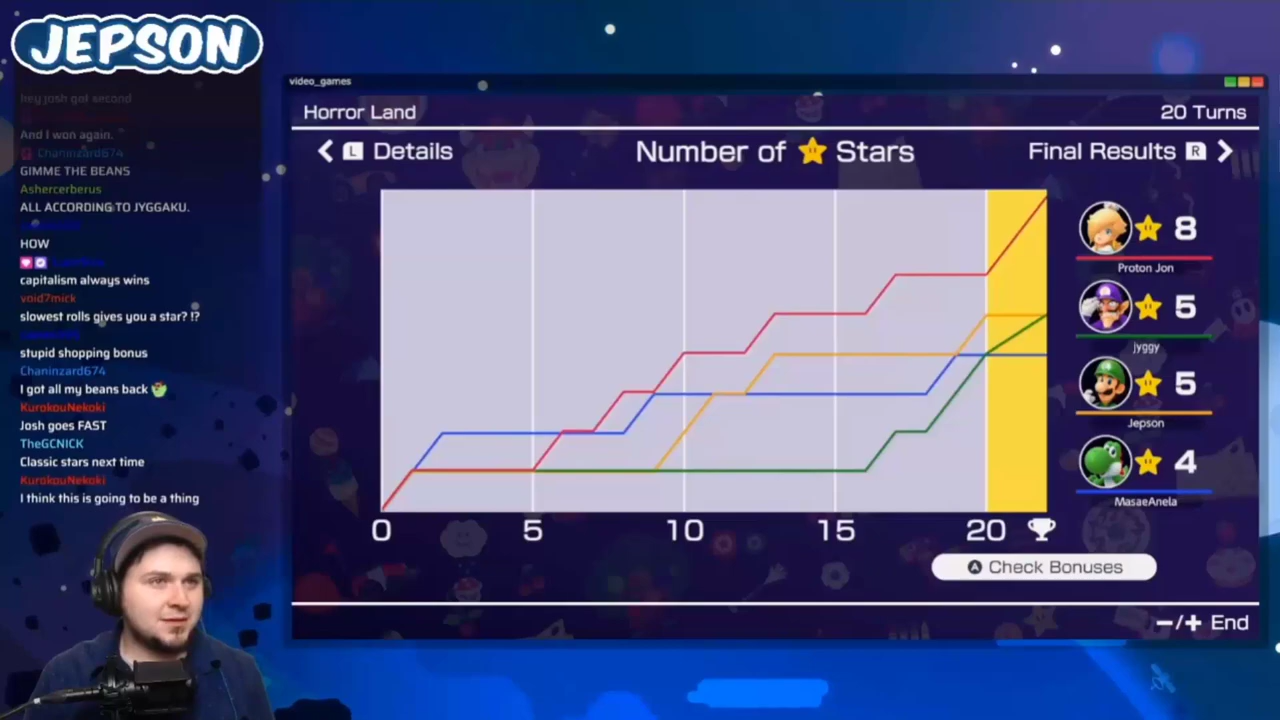 JEPSON
hey josh got second
And I won again.
Chaninzard674
GIMME THE BEANS
Ashercerberus
ALL ACCORDING TO JYGGAKU.
HOW
capitalism always wins
void7mick
slowest rolls gives you a star? !?
stupid shopping bonus
Chaninzard674
I got all my beans back
KurokouNekoki
Josh goes FAST
TheGCNICK
Classic stars next time
KurokouNekoki
I think this is going to be a thing
video_games
Horror Land
20 Turns
L Details
Number of Stars
Final Results R
8
Proton Jon
5
jyggy
5
Jepson
4
MasaeAnela
0 5 10 15 20
A Check Bonuses
−/+ End